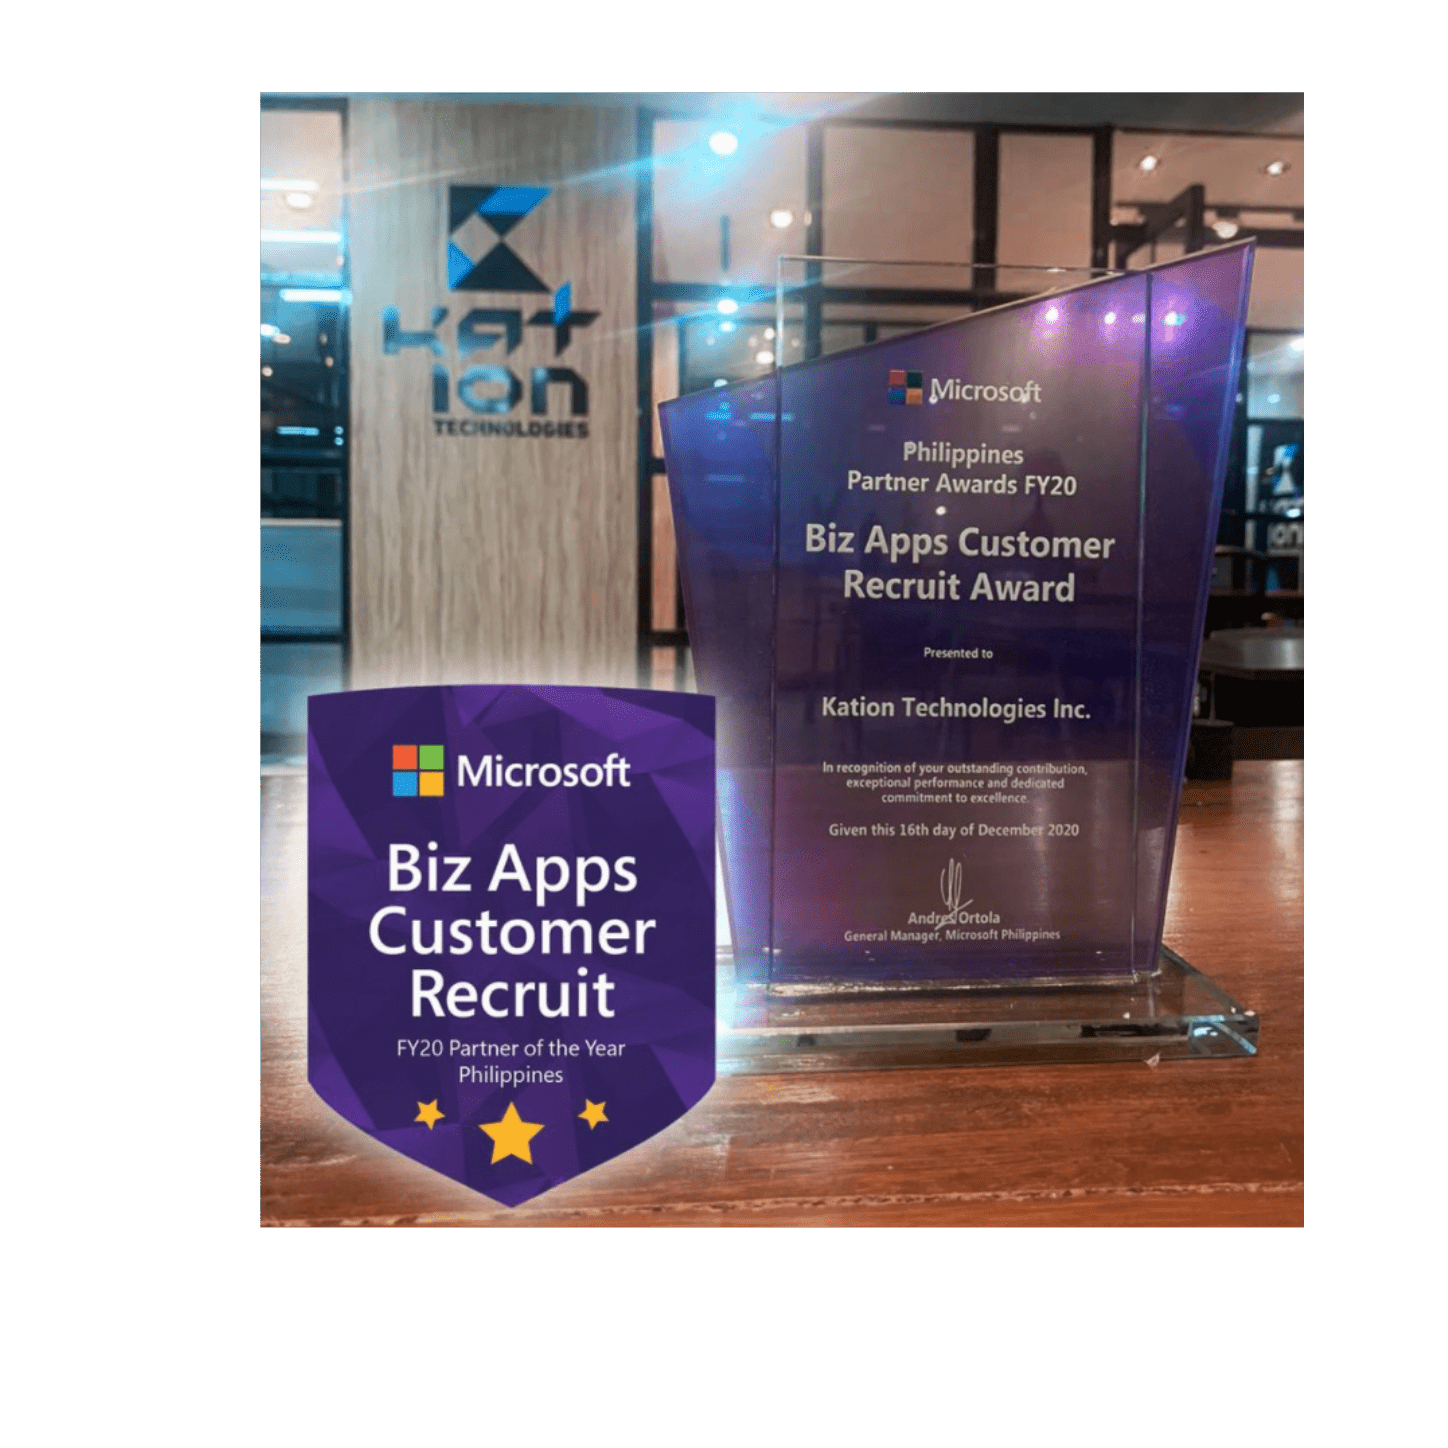 Kation
TECHNOLOGIES
Microsoft
Philippines
Partner Awards FY20
Biz Apps Customer
Recruit Award
Presented to
Kation Technologies Inc.
In recognition of your outstanding contribution,
exceptional performance and dedicated
commitment to excellence.
Given this 16th day of December 2020
Andres Ortola
General Manager, Microsoft Philippines
Microsoft
Biz Apps
Customer
Recruit
FY20 Partner of the Year
Philippines